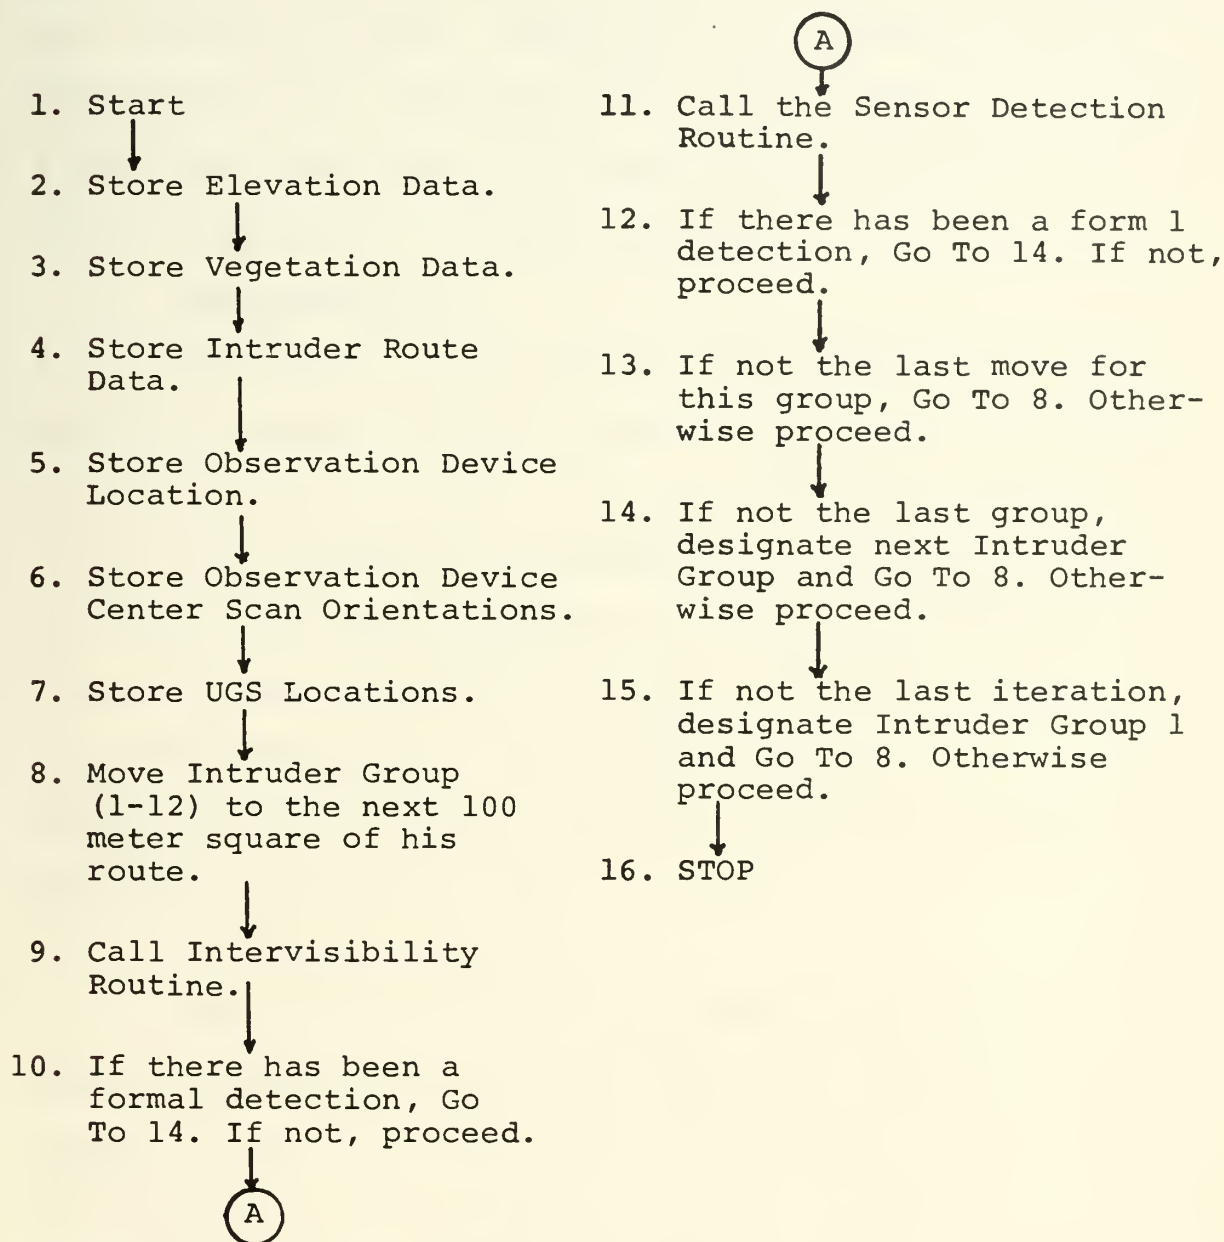 1. Start
2. Store Elevation Data.
3. Store Vegetation Data.
4. Store Intruder Route
Data.
5. Store Observation Device
Location.
6. Store Observation Device
Center Scan Orientations.
7. Store UGS Locations.
8. Move Intruder Group
(1-12) to the next 100
meter square of his
route.
9. Call Intervisibility
Routine.
10. If there has been a
formal detection, Go
To 14. If not, proceed.
A
A
11. Call the Sensor Detection
Routine.
12. If there has been a form 1
detection, Go To 14. If not,
proceed.
13. If not the last move for
this group, Go To 8. Other-
wise proceed.
14. If not the last group,
designate next Intruder
Group and Go To 8. Other-
wise proceed.
15. If not the last iteration,
designate Intruder Group 1
and Go To 8. Otherwise
proceed.
16. STOP